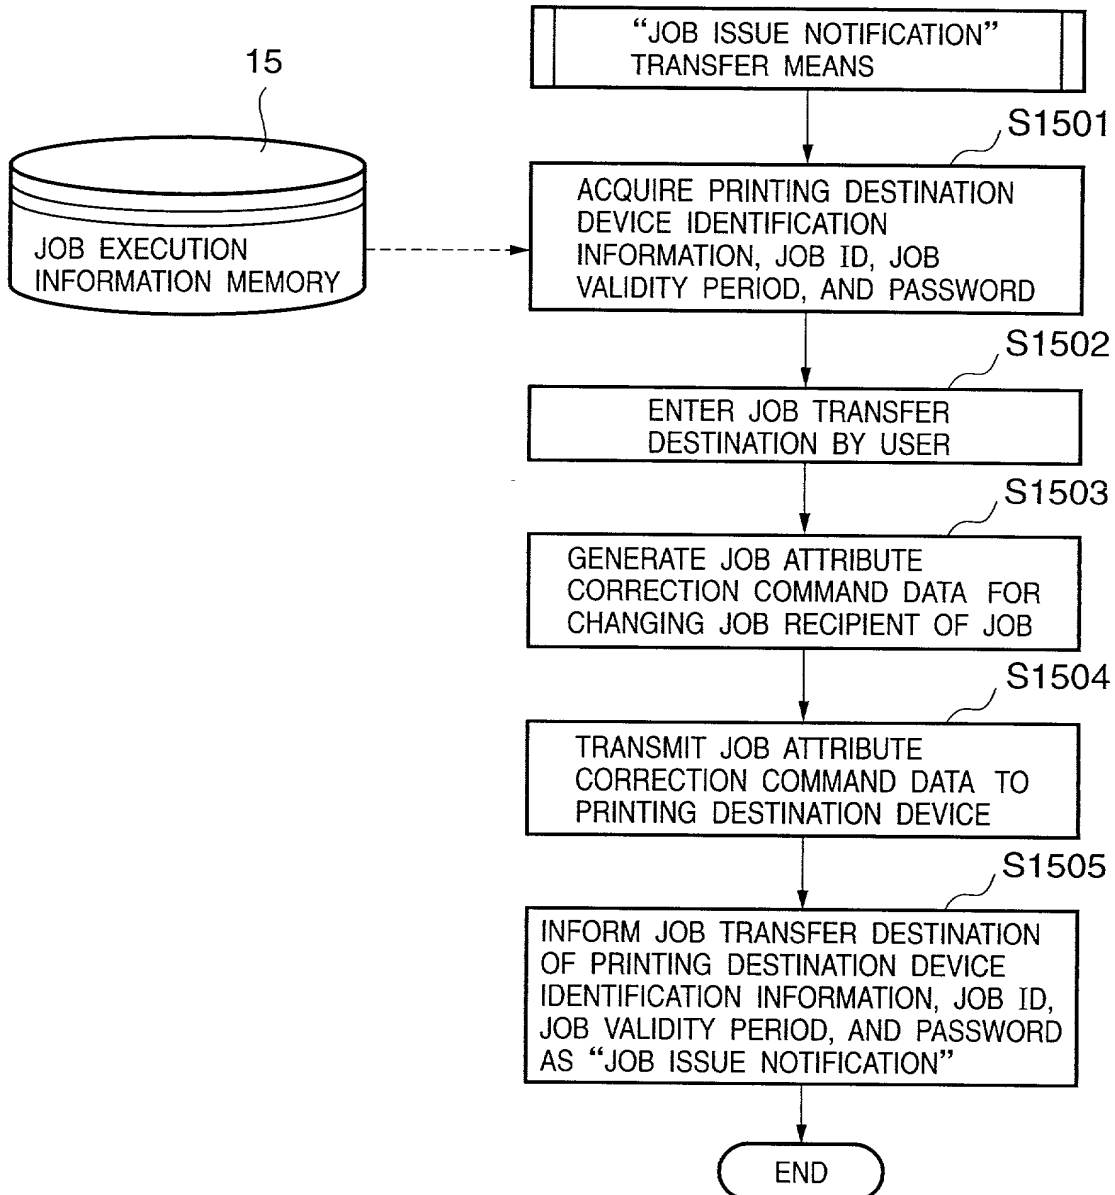 “JOB ISSUE NOTIFICATION”
TRANSFER MEANS
15
S1501
JOB EXECUTION
INFORMATION MEMORY
ACQUIRE PRINTING DESTINATION
DEVICE IDENTIFICATION
INFORMATION, JOB ID, JOB
VALIDITY PERIOD, AND PASSWORD
S1502
ENTER JOB TRANSFER
DESTINATION BY USER
S1503
GENERATE JOB ATTRIBUTE
CORRECTION COMMAND DATA FOR
CHANGING JOB RECIPIENT OF JOB
S1504
TRANSMIT JOB ATTRIBUTE
CORRECTION COMMAND DATA TO
PRINTING DESTINATION DEVICE
S1505
INFORM JOB TRANSFER DESTINATION
OF PRINTING DESTINATION DEVICE
IDENTIFICATION INFORMATION, JOB ID,
JOB VALIDITY PERIOD, AND PASSWORD
AS “JOB ISSUE NOTIFICATION”
END